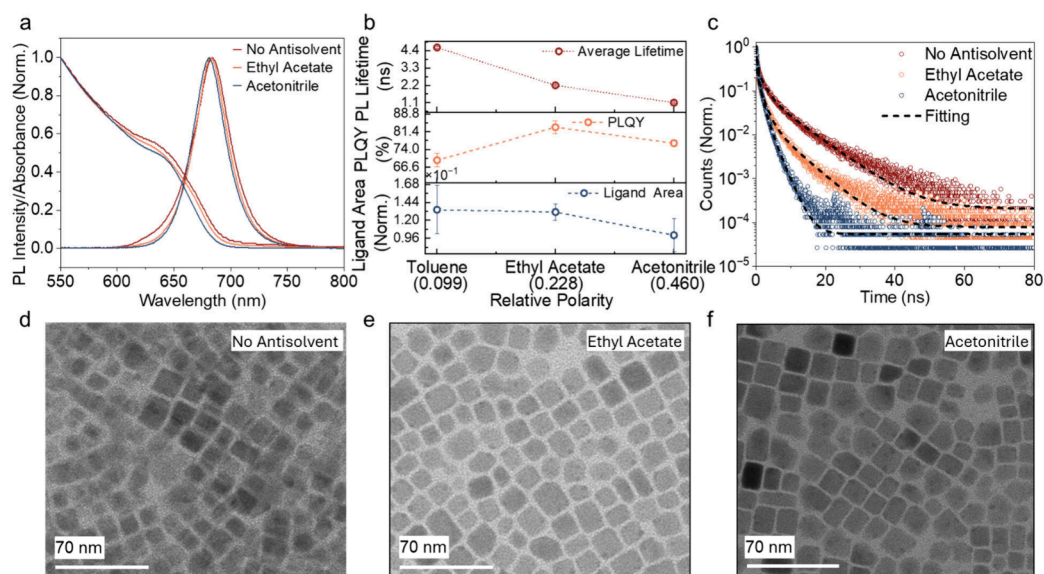 a
PL Intensity/Absorbance (Norm.)
1.0
0.8
0.6
0.4
0.2
0.0
No Antisolvent
Ethyl Acetate
Acetonitrile
550
600
650
700
750
800
Wavelength (nm)
b
Ligand Area PLQY PL Lifetime
(Norm.) (%) (ns)
4.4
3.3
2.2
1.1
Average Lifetime
88.8
81.4
74.0
66.6
PLQY
×10⁻¹
1.68
1.44
1.20
0.96
Ligand Area
Toluene Ethyl Acetate Acetonitrile
(0.099) (0.228) (0.460)
Relative Polarity
c
Counts (Norm.)
10⁰
10⁻¹
10⁻²
10⁻³
10⁻⁴
10⁻⁵
No Antisolvent
Ethyl Acetate
Acetonitrile
Fitting
0
20
40
60
80
Time (ns)
d
No Antisolvent
70 nm
e
Ethyl Acetate
70 nm
f
Acetonitrile
70 nm